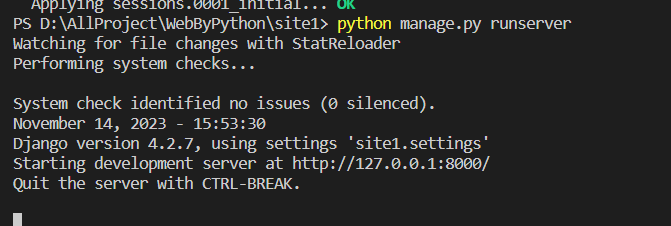 Applying sessions.0001_initial... OK
PS D:\AllProject\WebByPython\site1> python manage.py runserver
Watching for file changes with StatReloader
Performing system checks...
System check identified no issues (0 silenced).
November 14, 2023 - 15:53:30
Django version 4.2.7, using settings 'site1.settings'
Starting development server at http://127.0.0.1:8000/
Quit the server with CTRL-BREAK.